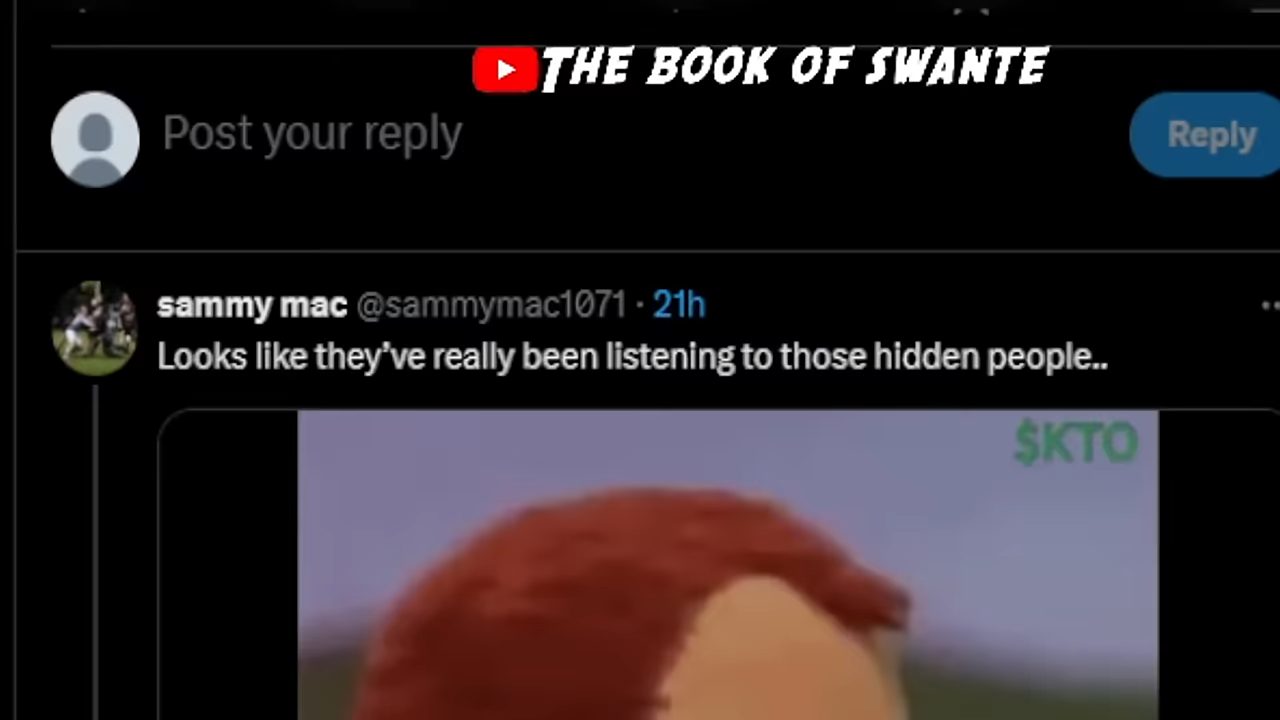 THE BOOK OF SWANTE
Post your reply
Reply
sammy mac @sammymac1071 · 21h
Looks like they’ve really been listening to those hidden people..
$KTO